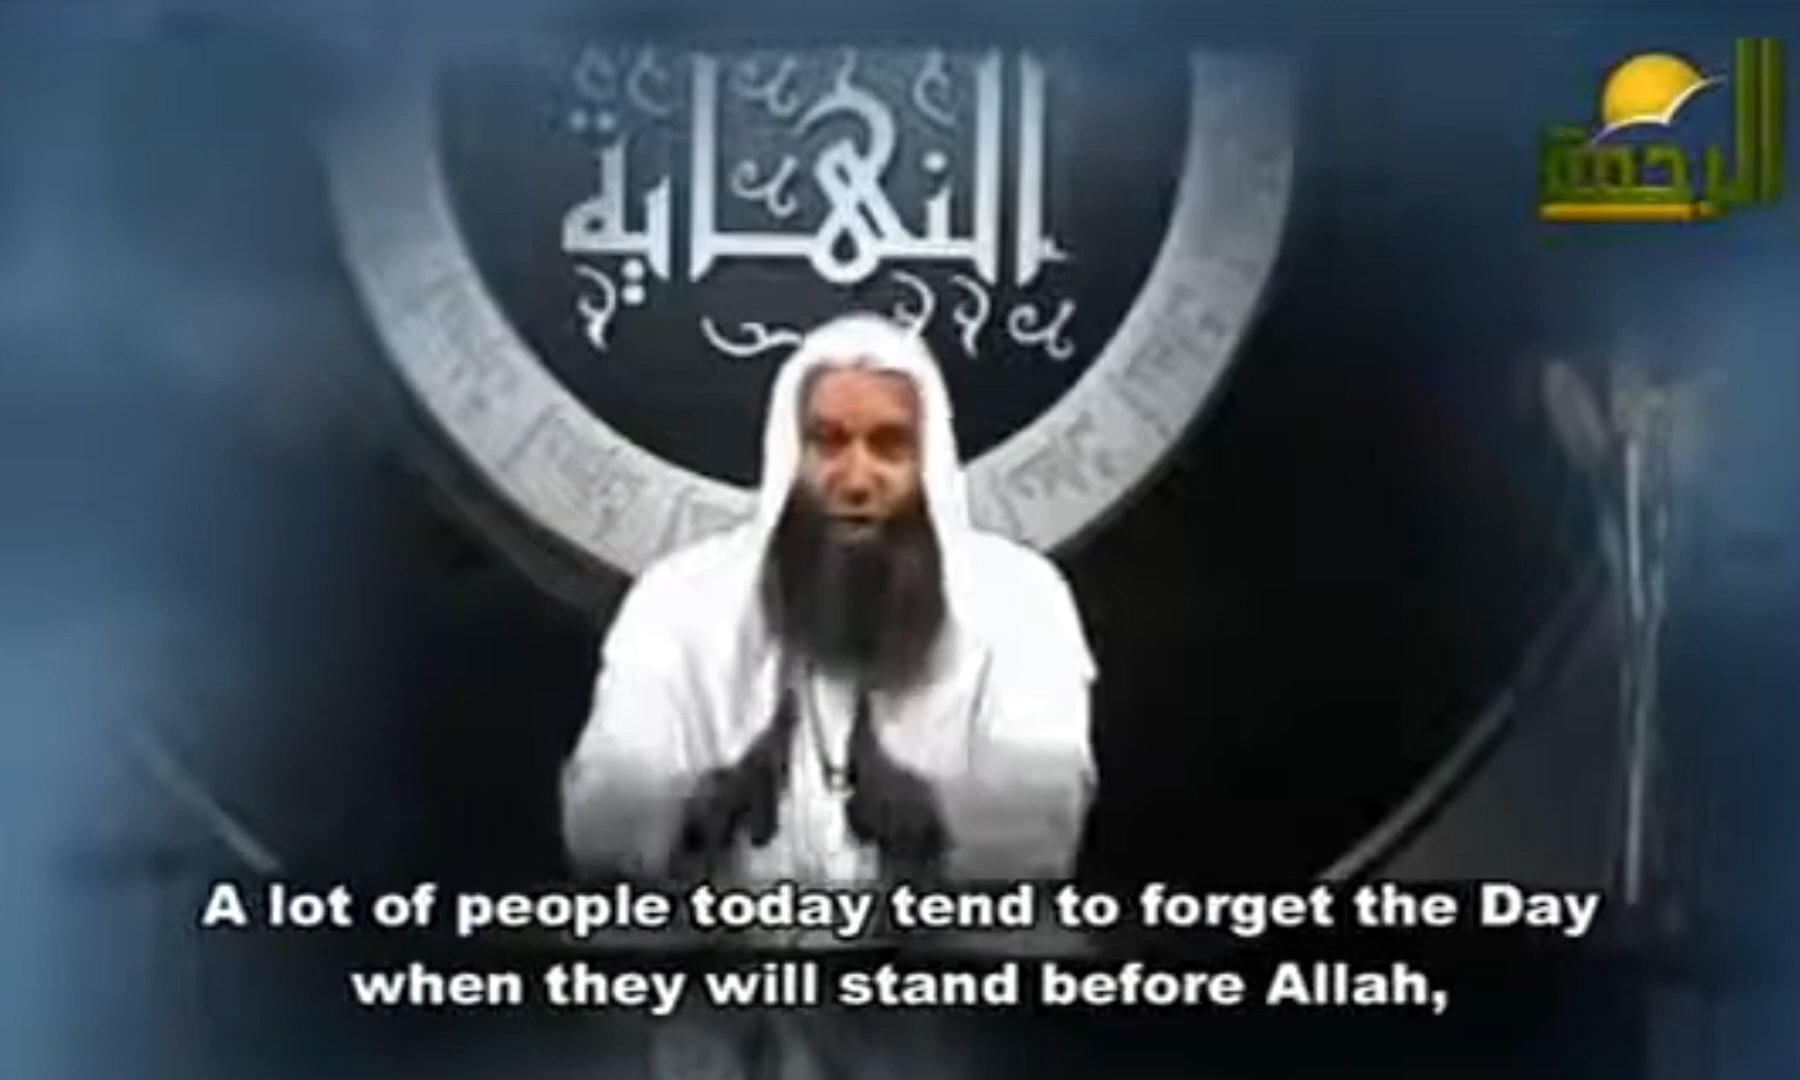 النهاية
الرحمة
A lot of people today tend to forget the Day
when they will stand before Allah,